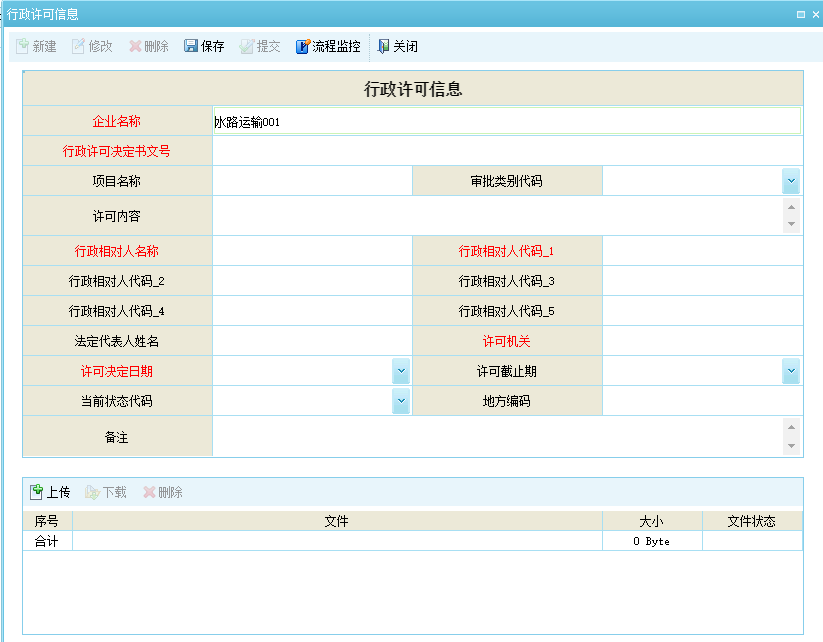 行政许可信息
新建 修改 删除 保存 提交 流程监控 关闭
行政许可信息
企业名称 水路运输001
行政许可决定书文号
项目名称 审批类别代码
许可内容
行政相对人名称 行政相对人代码_1
行政相对人代码_2 行政相对人代码_3
行政相对人代码_4 行政相对人代码_5
法定代表人姓名 许可机关
许可决定日期 许可截止期
当前状态代码 地方编码
备注
上传 下载 删除
序号 文件 大小 文件状态
合计 0 Byte